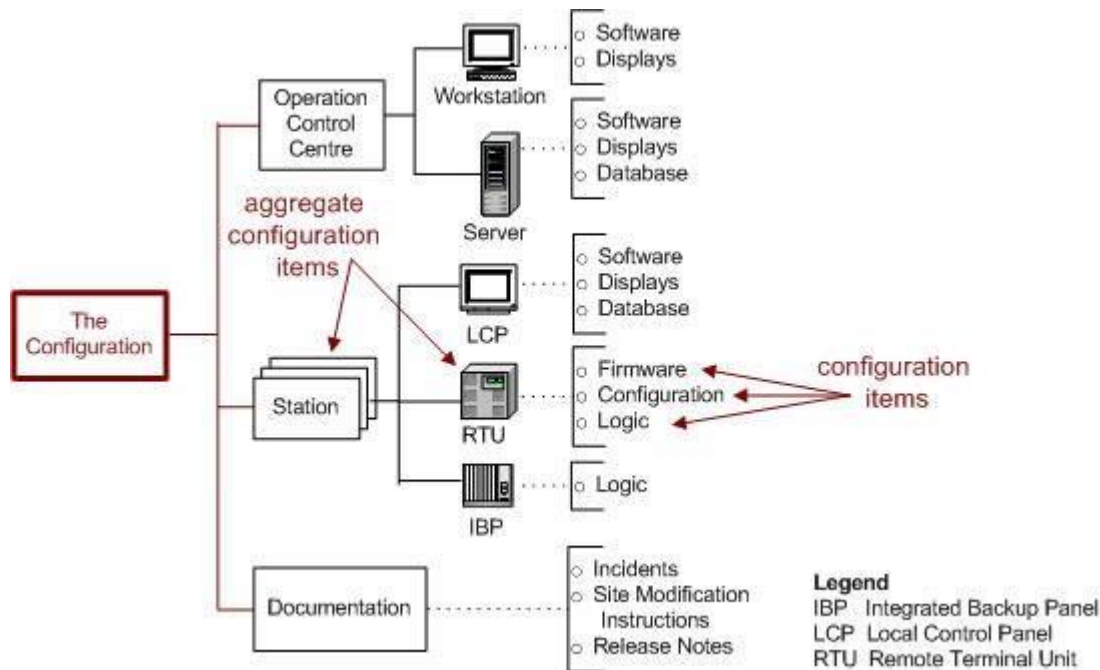 Software
Displays
Workstation
Operation
Control
Centre
Software
Displays
Database
Server
aggregate
configuration
items
Software
Displays
Database
LCP
The
Configuration
Firmware
Configuration
Logic
configuration
items
Station
RTU
Logic
IBP
Documentation
Incidents
Site Modification
Instructions
Release Notes
Legend
IBP Integrated Backup Panel
LCP Local Control Panel
RTU Remote Terminal Unit